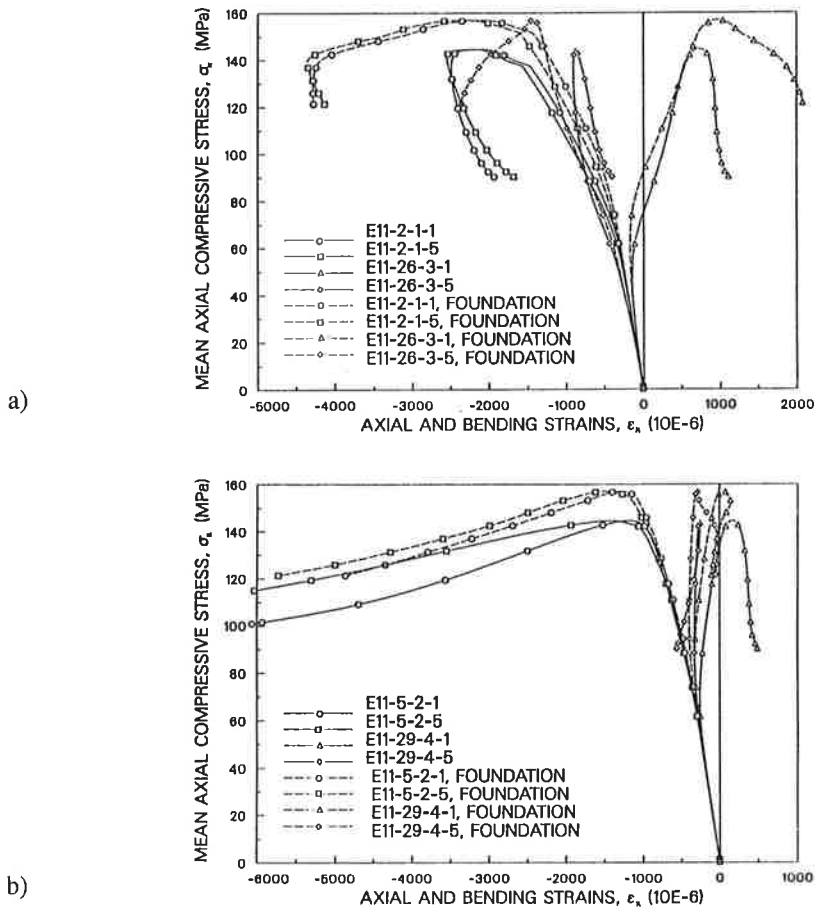 a)
MEAN AXIAL COMPRESSIVE STRESS, σ (MPa)
160
140
120
100
80
60
40
20
0
E11-2-1-1
E11-2-1-5
E11-26-3-1
E11-26-3-5
E11-2-1-1, FOUNDATION
E11-2-1-5, FOUNDATION
E11-26-3-1, FOUNDATION
E11-26-3-5, FOUNDATION
-6000 -5000 -4000 -3000 -2000 -1000 0 1000 2000
AXIAL AND BENDING STRAINS, ε (10E-6)
b)
MEAN AXIAL COMPRESSIVE STRESS, σ (MPa)
160
140
120
100
80
60
40
20
0
E11-5-2-1
E11-5-2-5
E11-29-4-1
E11-29-4-5
E11-5-2-1, FOUNDATION
E11-5-2-5, FOUNDATION
E11-29-4-1, FOUNDATION
E11-29-4-5, FOUNDATION
-6000 -5000 -4000 -3000 -2000 -1000 0 1000
AXIAL AND BENDING STRAINS, ε (10E-6)